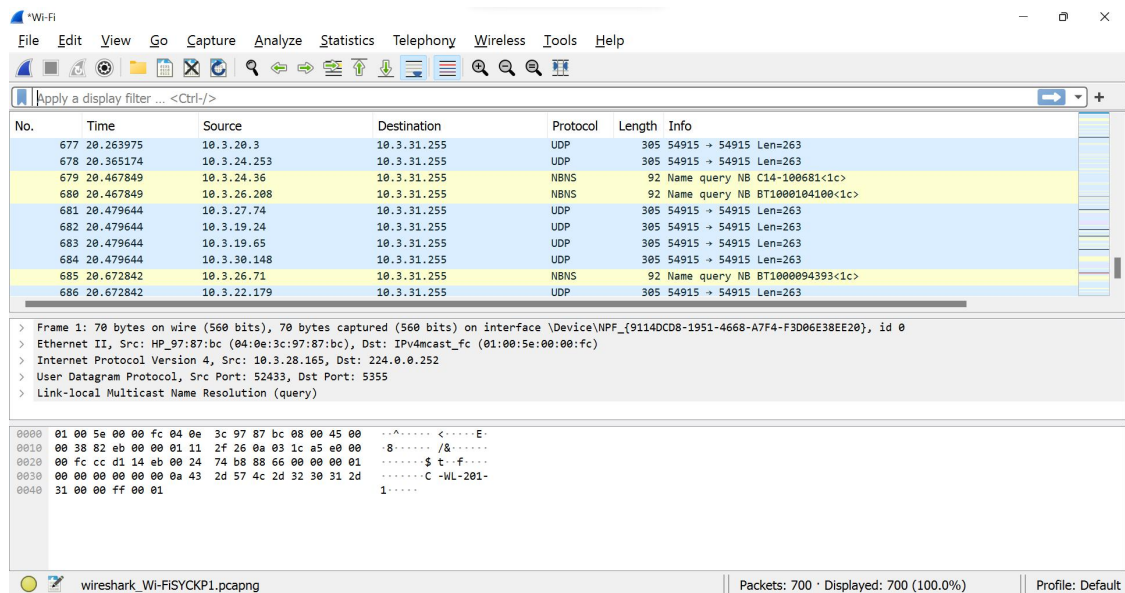 *Wi-Fi
File Edit View Go Capture Analyze Statistics Telephony Wireless Tools Help
Apply a display filter ... <Ctrl-/>
No. Time Source Destination Protocol Length Info
677 20.263975 10.3.20.3 10.3.31.255 UDP 305 54915 → 54915 Len=263
678 20.365174 10.3.24.253 10.3.31.255 UDP 305 54915 → 54915 Len=263
679 20.467849 10.3.24.36 10.3.31.255 NBNS 92 Name query NB C14-100681<1c>
680 20.467849 10.3.26.208 10.3.31.255 NBNS 92 Name query NB BT1000104100<1c>
681 20.479644 10.3.27.74 10.3.31.255 UDP 305 54915 → 54915 Len=263
682 20.479644 10.3.19.24 10.3.31.255 UDP 305 54915 → 54915 Len=263
683 20.479644 10.3.19.65 10.3.31.255 UDP 305 54915 → 54915 Len=263
684 20.479644 10.3.30.148 10.3.31.255 UDP 305 54915 → 54915 Len=263
685 20.672842 10.3.26.71 10.3.31.255 NBNS 92 Name query NB BT1000094393<1c>
686 20.672842 10.3.22.179 10.3.31.255 UDP 305 54915 → 54915 Len=263
> Frame 1: 70 bytes on wire (560 bits), 70 bytes captured (560 bits) on interface \Device\NPF_{9114DCD8-1951-4668-A7F4-F3D06E38EE20}, id 0
> Ethernet II, Src: HP_97:87:bc (04:0e:3c:97:87:bc), Dst: IPv4mcast_fc (01:00:5e:00:00:fc)
> Internet Protocol Version 4, Src: 10.3.28.165, Dst: 224.0.0.252
> User Datagram Protocol, Src Port: 52433, Dst Port: 5355
> Link-local Multicast Name Resolution (query)
0000 01 00 5e 00 00 fc 04 0e 3c 97 87 bc 08 00 45 00 ··^····· <·····E·
0010 00 38 82 eb 00 00 01 11 2f 26 0a 03 1c a5 e0 00 ·8······ /&······
0020 00 fc cc d1 14 eb 00 24 74 b8 88 66 00 00 00 01 ·······$ t··f····
0030 00 00 00 00 00 00 0a 43 2d 57 4c 2d 32 30 31 2d ·······C -WL-201-
0040 31 00 00 ff 00 01 1·····
wireshark_Wi-FiSYCKP1.pcapng Packets: 700 · Displayed: 700 (100.0%) Profile: Default